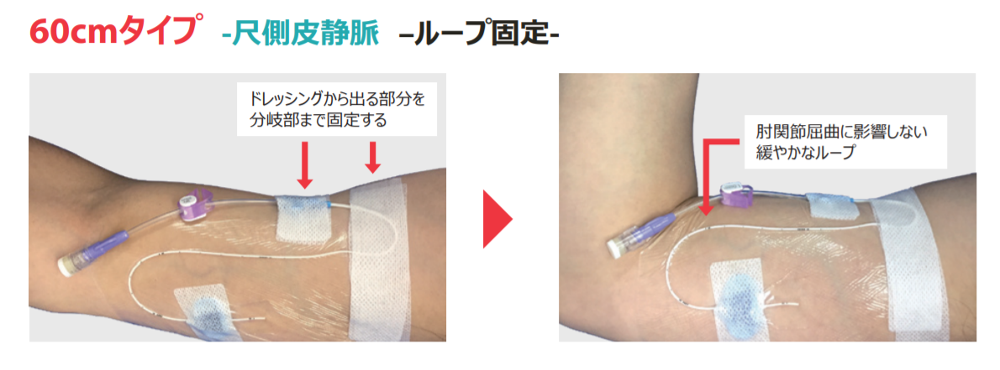 60cmタイプ -尺側皮静脈 –ループ固定-
ドレッシングから出る部分を
分岐部まで固定する
肘関節屈曲に影響しない
緩やかなループ